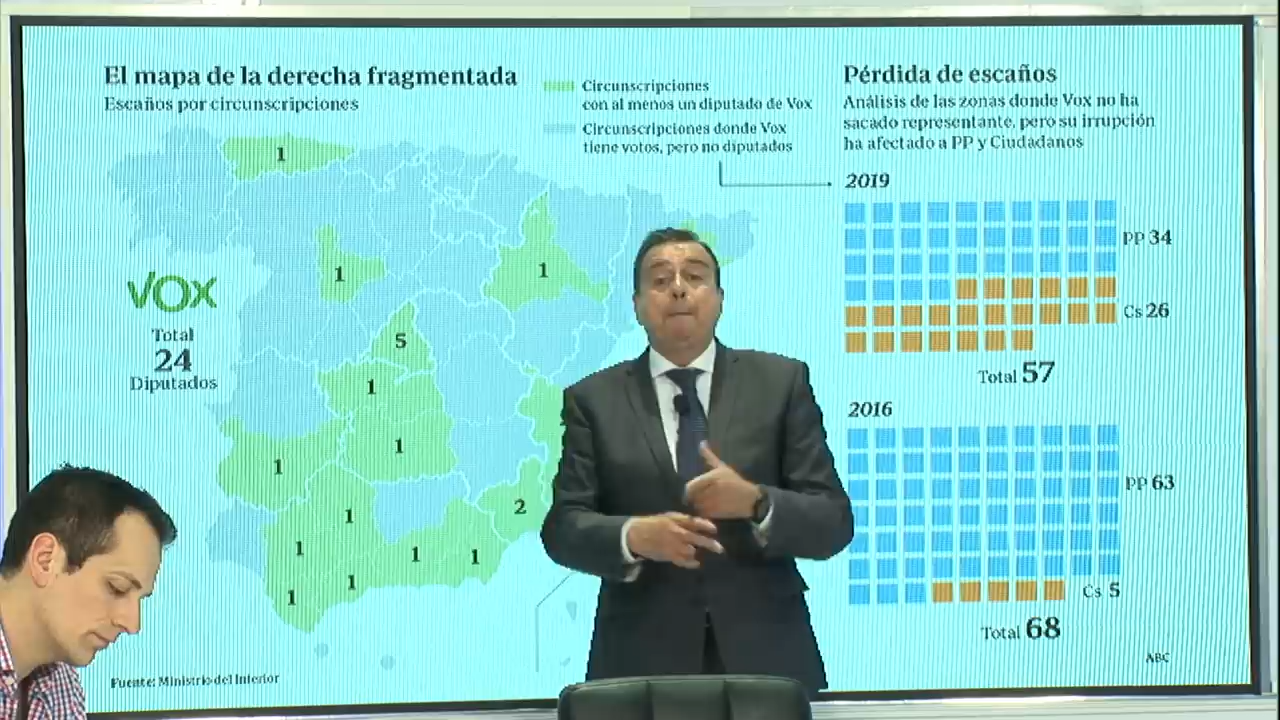 El mapa de la derecha fragmentada
Escaños por circunscripciones
Circunscripciones
con al menos un diputado de Vox
Circunscripciones donde Vox
tiene votos, pero no diputados
1
1
1
5
1
1
1
2
1
1
1
1
1
1
VOX
Total
24
Diputados
Fuente: Ministrio del Interior
Pérdida de escaños
Análisis de las zonas donde Vox no ha
sacado representante, pero su irrupción
ha afectado a PP y Ciudadanos
2019
PP 34
Cs 26
Total 57
2016
PP 63
Cs 5
Total 68
ABC